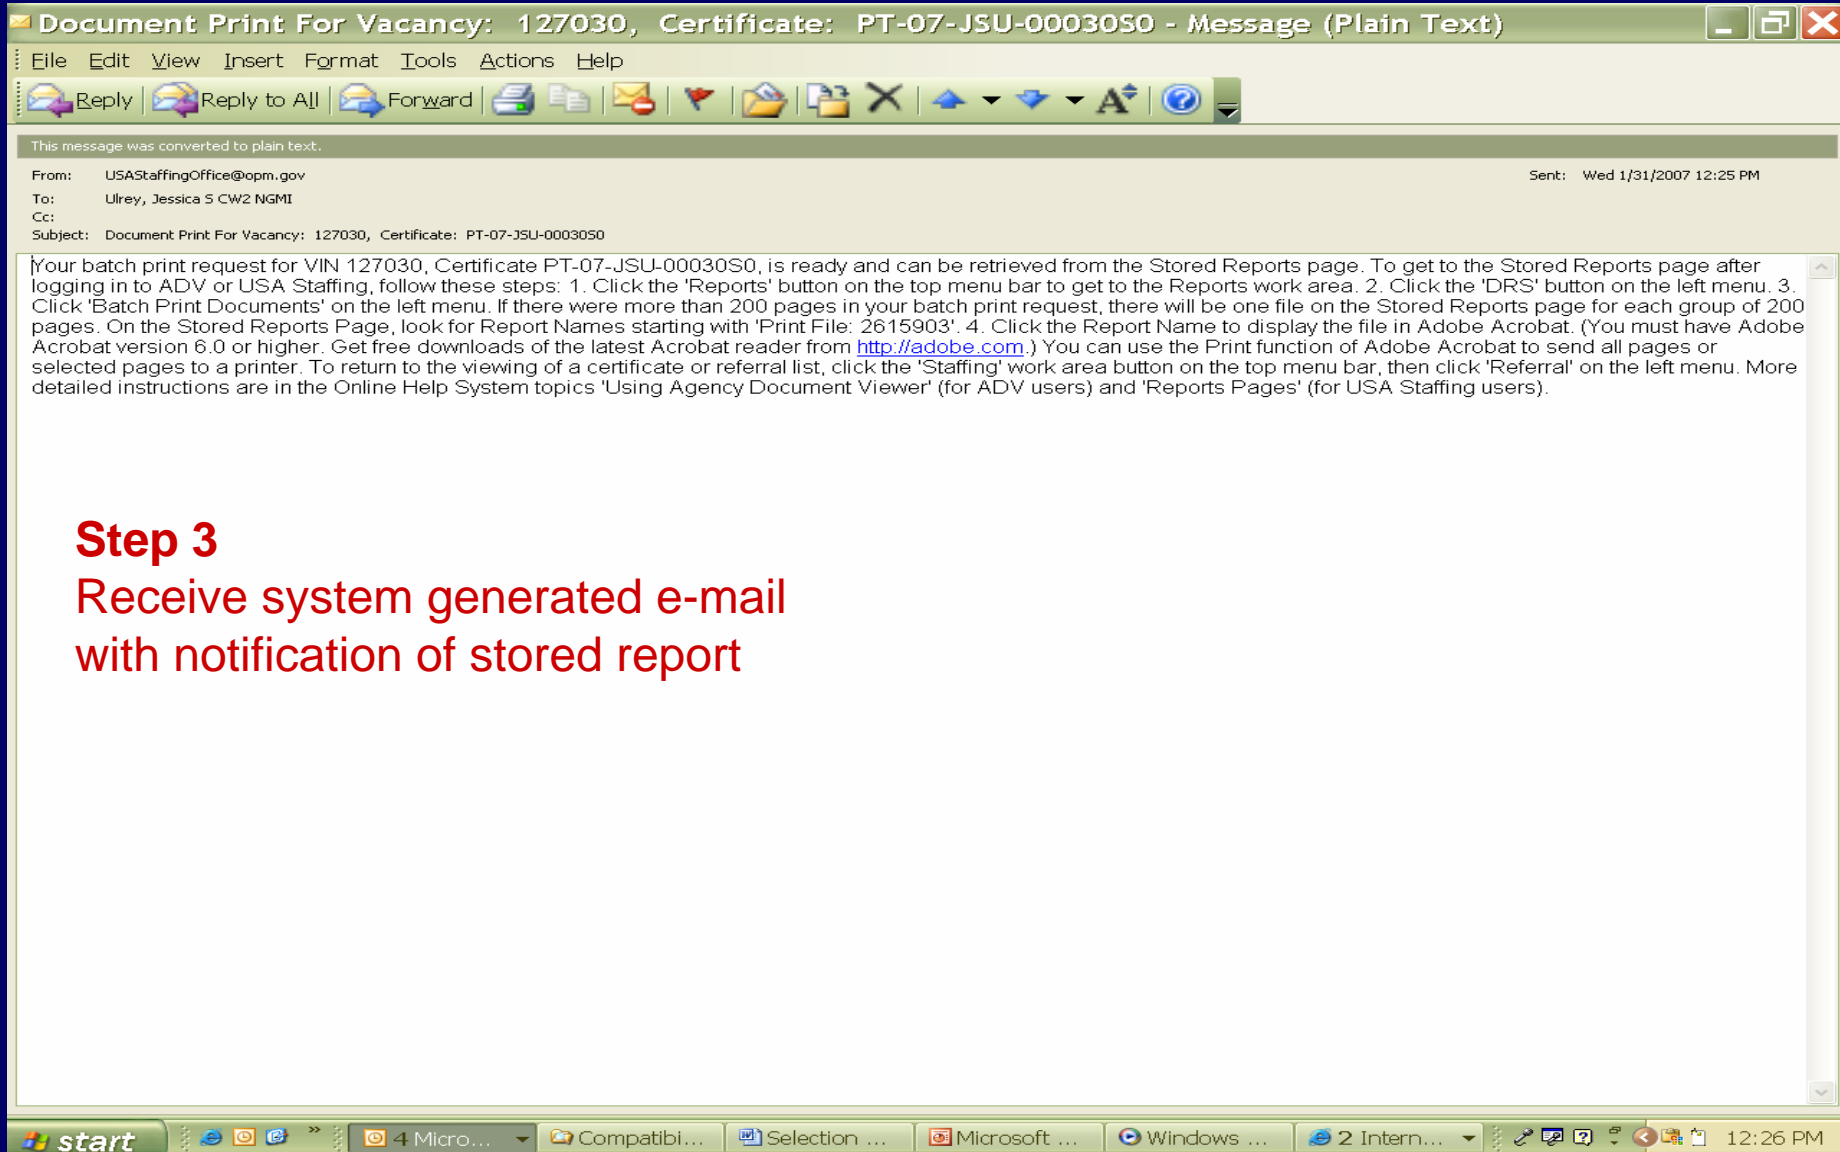 Document Print For Vacancy: 127030, Certificate: PT-07-JSU-00030S0 - Message (Plain Text)
File Edit View Insert Format Tools Actions Help
Reply Reply to All Forward
This message was converted to plain text.
From: USAStaffingOffice@opm.gov Sent: Wed 1/31/2007 12:25 PM
To: Ulrey, Jessica S CW2 NGMI
Cc:
Subject: Document Print For Vacancy: 127030, Certificate: PT-07-JSU-00030S0
Your batch print request for VIN 127030, Certificate PT-07-JSU-00030S0, is ready and can be retrieved from the Stored Reports page. To get to the Stored Reports page after
logging in to ADV or USA Staffing, follow these steps: 1. Click the 'Reports' button on the top menu bar to get to the Reports work area. 2. Click the 'DRS' button on the left menu. 3.
Click 'Batch Print Documents' on the left menu. If there were more than 200 pages in your batch print request, there will be one file on the Stored Reports page for each group of 200
pages. On the Stored Reports Page, look for Report Names starting with 'Print File: 2615903'. 4. Click the Report Name to display the file in Adobe Acrobat. (You must have Adobe
Acrobat version 6.0 or higher. Get free downloads of the latest Acrobat reader from http://adobe.com.) You can use the Print function of Adobe Acrobat to send all pages or
selected pages to a printer. To return to the viewing of a certificate or referral list, click the 'Staffing' work area button on the top menu bar, then click 'Referral' on the left menu. More
detailed instructions are in the Online Help System topics 'Using Agency Document Viewer' (for ADV users) and 'Reports Pages' (for USA Staffing users).
Step 3
Receive system generated e-mail
with notification of stored report
start 4 Micro... Compatibi... Selection ... Microsoft ... Windows ... 2 Intern... 12:26 PM